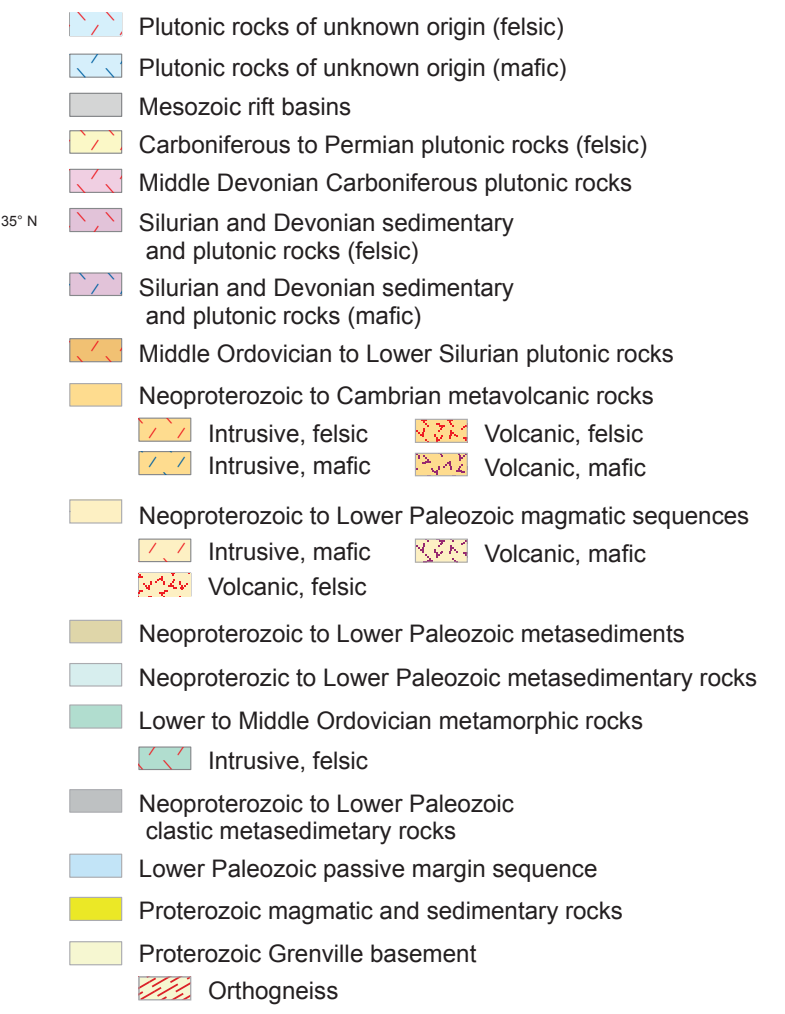 Plutonic rocks of unknown origin (felsic)
Plutonic rocks of unknown origin (mafic)
Mesozoic rift basins
Carboniferous to Permian plutonic rocks (felsic)
Middle Devonian Carboniferous plutonic rocks
35° N
Silurian and Devonian sedimentary
and plutonic rocks (felsic)
Silurian and Devonian sedimentary
and plutonic rocks (mafic)
Middle Ordovician to Lower Silurian plutonic rocks
Neoproterozoic to Cambrian metavolcanic rocks
Intrusive, felsic Volcanic, felsic
Intrusive, mafic Volcanic, mafic
Neoproterozoic to Lower Paleozoic magmatic sequences
Intrusive, mafic Volcanic, mafic
Volcanic, felsic
Neoproterozoic to Lower Paleozoic metasediments
Neoproterozic to Lower Paleozoic metasedimentary rocks
Lower to Middle Ordovician metamorphic rocks
Intrusive, felsic
Neoproterozoic to Lower Paleozoic
clastic metasedimetary rocks
Lower Paleozoic passive margin sequence
Proterozoic magmatic and sedimentary rocks
Proterozoic Grenville basement
Orthogneiss